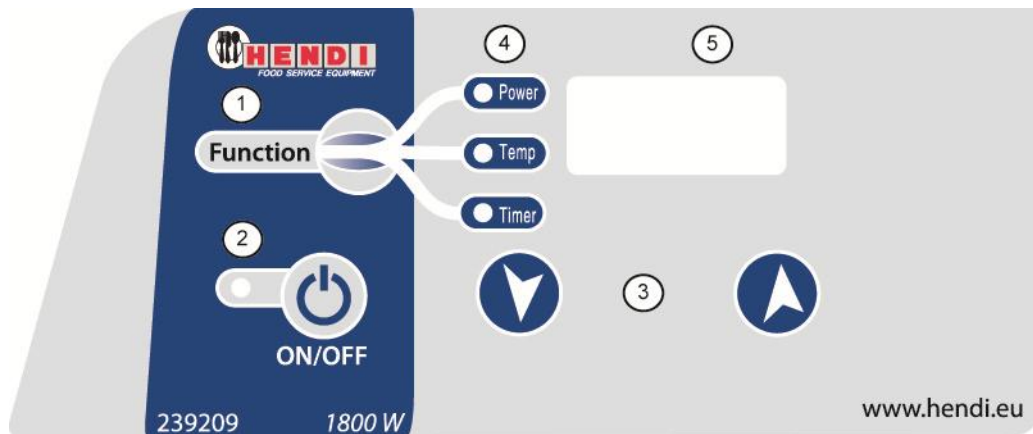 4
5
HENDI
FOOD SERVICE EQUIPMENT
1
Power
Function
Temp
Timer
2
3
ON/OFF
239209 1800 W
www.hendi.eu